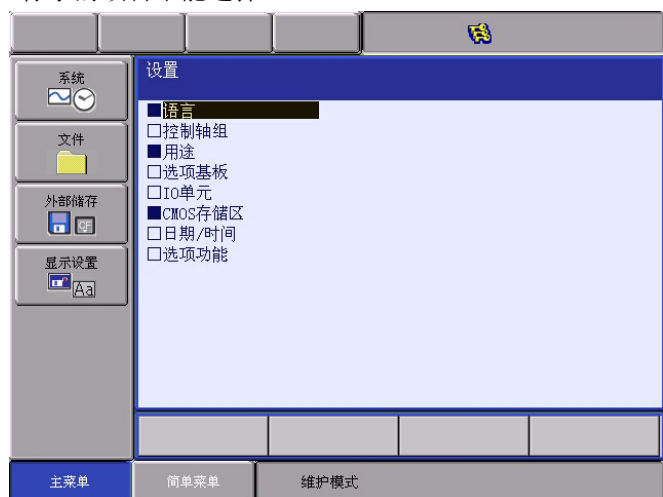 系统
文件
外部储存
CF
显示设置
Aa
设置
■语言
□控制轴组
■用途
□选项基板
□IO单元
■CMOS存储区
□日期/时间
□选项功能
主菜单
简单菜单
维护模式